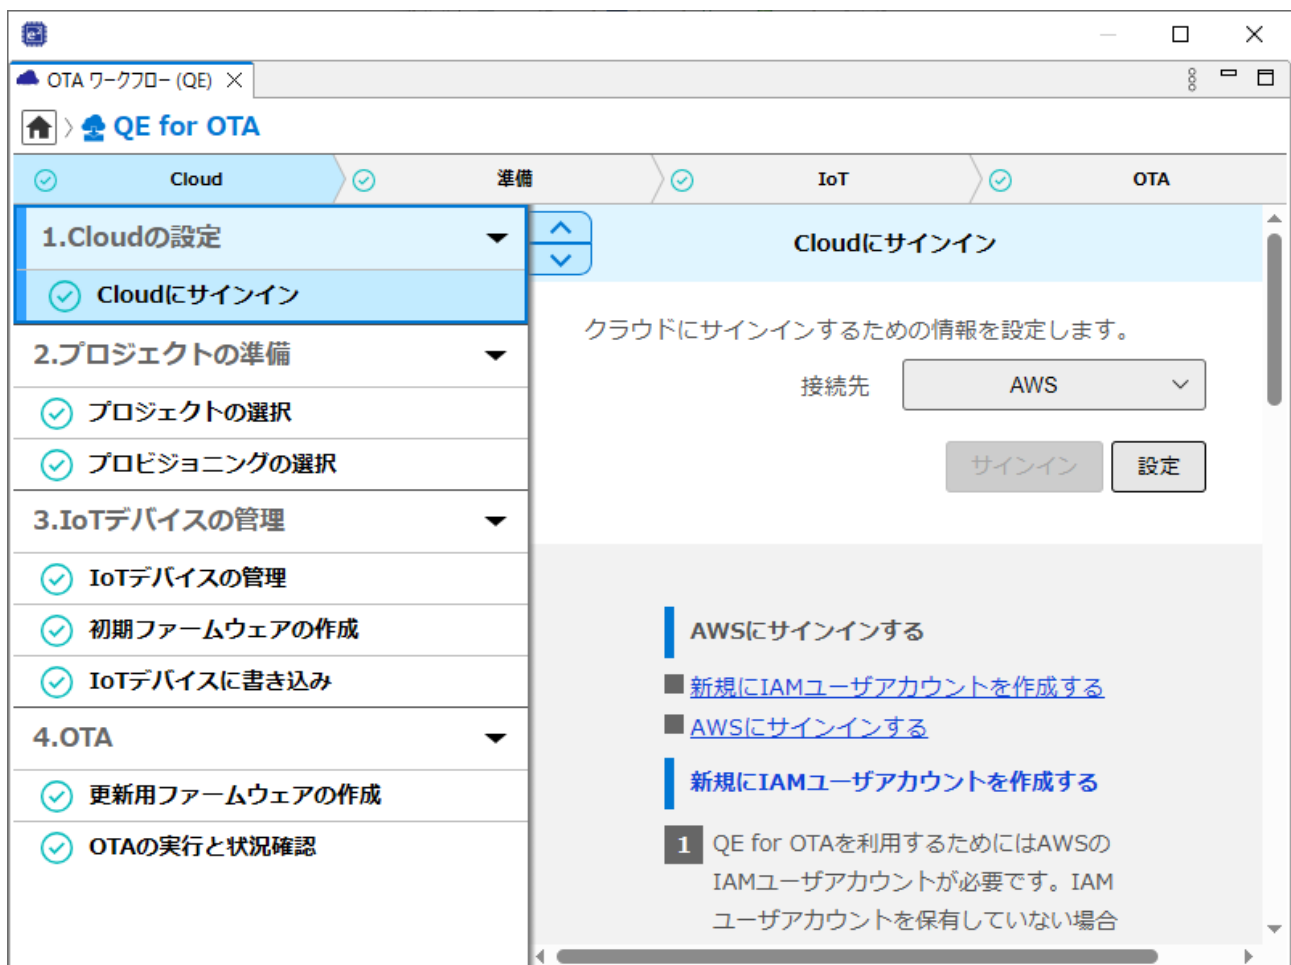 OTA ワークフロー (QE)
QE for OTA
Cloud
準備
IoT
OTA
1.Cloudの設定
Cloudにサインイン
2.プロジェクトの準備
プロジェクトの選択
プロビジョニングの選択
3.IoTデバイスの管理
IoTデバイスの管理
初期ファームウェアの作成
IoTデバイスに書き込み
4.OTA
更新用ファームウェアの作成
OTAの実行と状況確認
Cloudにサインイン
クラウドにサインインするための情報を設定します。
接続先 AWS
サインイン 設定
AWSにサインインする
新規にIAMユーザアカウントを作成する
AWSにサインインする
新規にIAMユーザアカウントを作成する
1 QE for OTAを利用するためにはAWSの
IAMユーザアカウントが必要です。IAM
ユーザアカウントを保有していない場合